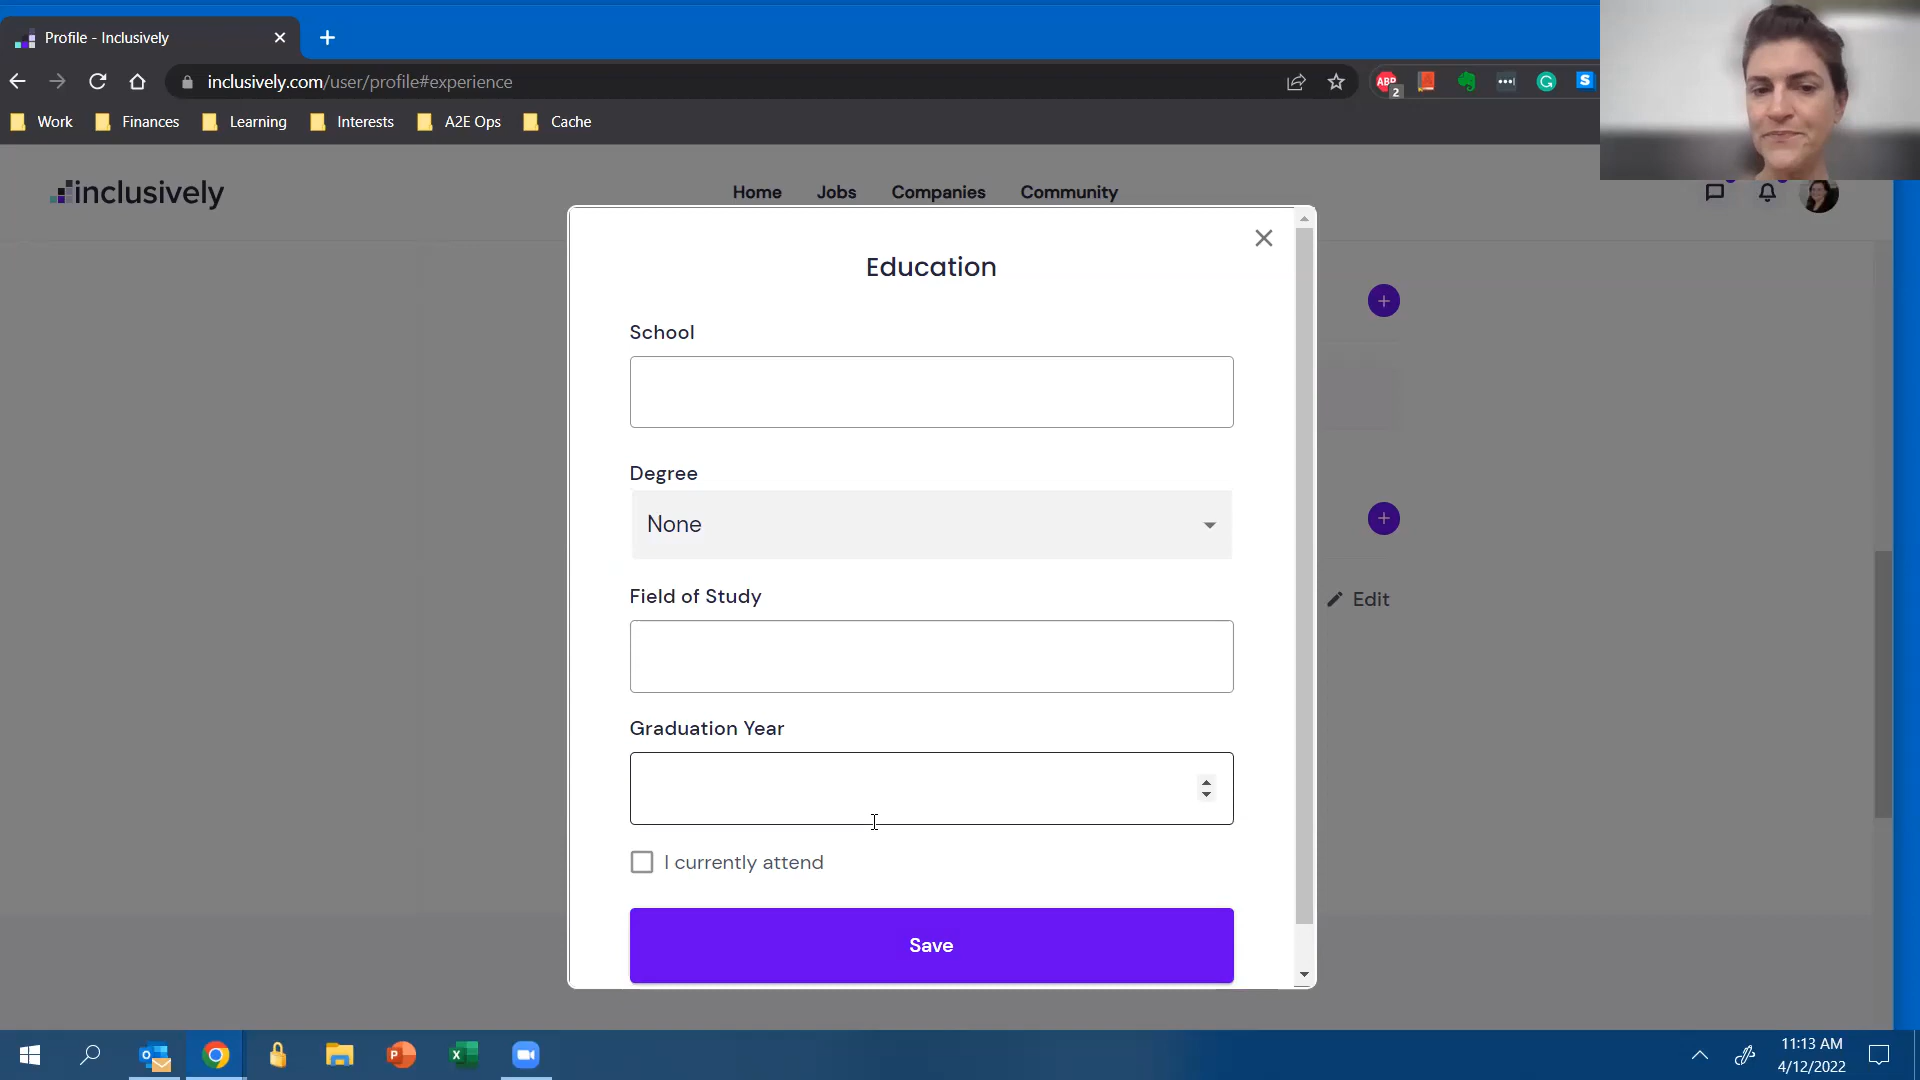 Profile - Inclusively
inclusively.com/user/profile#experience
ABP
2
S
Work
Finances
Learning
Interests
A2E Ops
Cache
inclusively
Home
Jobs
Companies
Community
Education
School
Degree
None
Field of Study
Edit
Graduation Year
I currently attend
Save
11:13 AM
4/12/2022